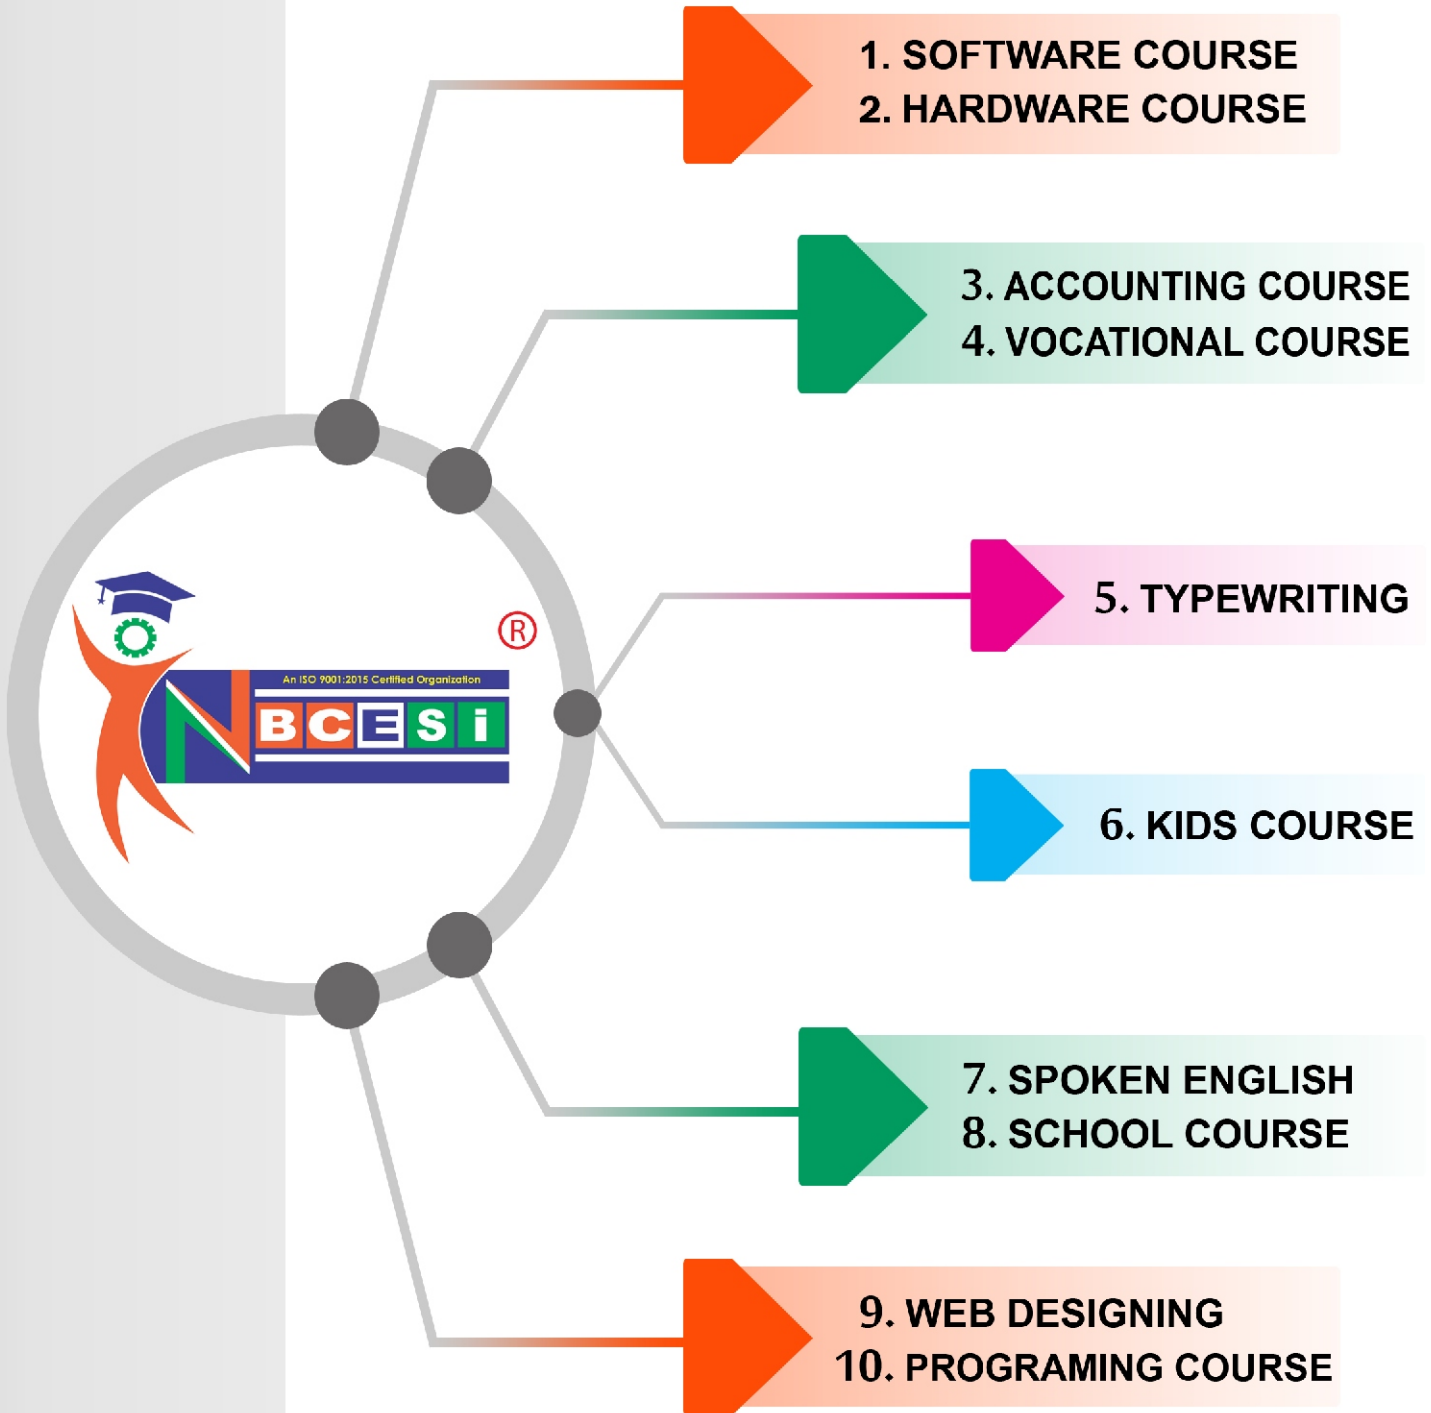 1. SOFTWARE COURSE
2. HARDWARE COURSE
3. ACCOUNTING COURSE
4. VOCATIONAL COURSE
5. TYPEWRITING
®
An ISO 9001:2015 Certified Organization
NBCESi
6. KIDS COURSE
7. SPOKEN ENGLISH
8. SCHOOL COURSE
9. WEB DESIGNING
10. PROGRAMING COURSE